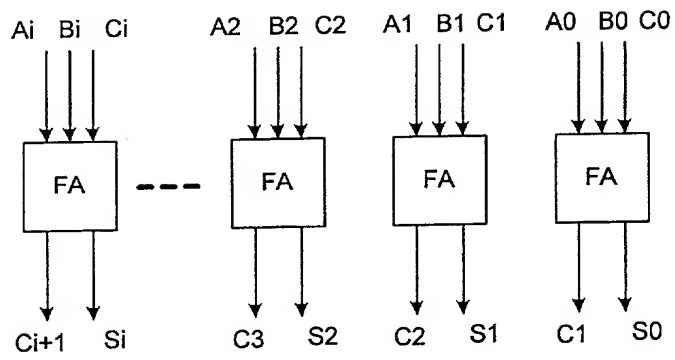 Ai Bi Ci A2 B2 C2 A1 B1 C1 A0 B0 C0
FA FA FA FA
Ci+1 Si C3 S2 C2 S1 C1 S0